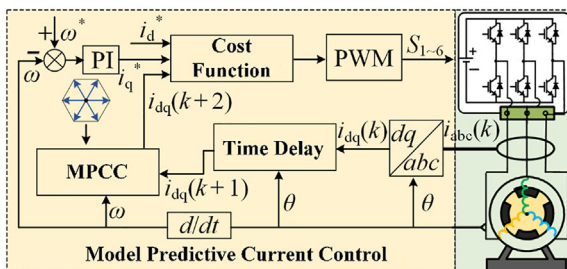 + ω*
−
ω
PI
i_d*
i_q*
Cost
Function
PWM
S_1~6
+
−
i_dq(k+2)
MPCC
i_dq(k+1)
Time Delay
i_dq(k)
dq
abc
i_abc(k)
ω
d/dt
θ
θ
Model Predictive Current Control